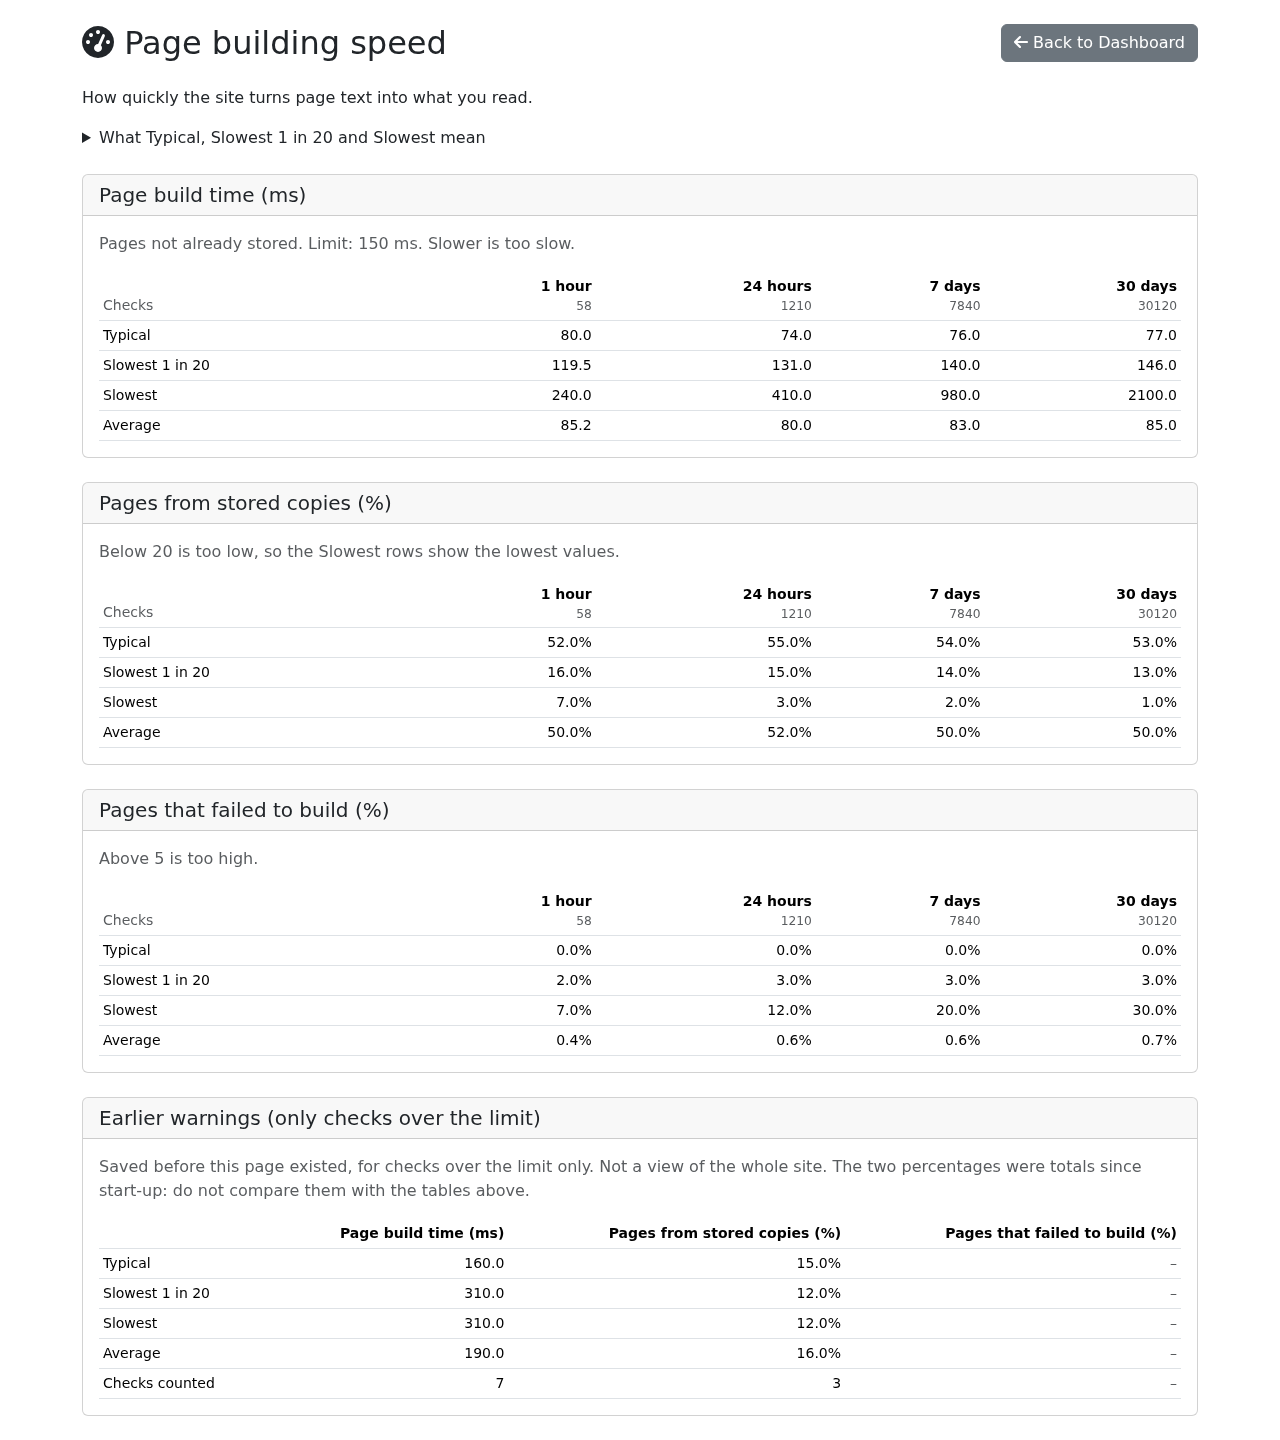 Page building speed
Back to Dashboard
How quickly the site turns page text into what you read.
What Typical, Slowest 1 in 20 and Slowest mean
Page build time (ms)
Pages not already stored. Limit: 150 ms. Slower is too slow.
1 hour 24 hours 7 days 30 days
Checks 58 1210 7840 30120
Typical 80.0 74.0 76.0 77.0
Slowest 1 in 20 119.5 131.0 140.0 146.0
Slowest 240.0 410.0 980.0 2100.0
Average 85.2 80.0 83.0 85.0
Pages from stored copies (%)
Below 20 is too low, so the Slowest rows show the lowest values.
1 hour 24 hours 7 days 30 days
Checks 58 1210 7840 30120
Typical 52.0% 55.0% 54.0% 53.0%
Slowest 1 in 20 16.0% 15.0% 14.0% 13.0%
Slowest 7.0% 3.0% 2.0% 1.0%
Average 50.0% 52.0% 50.0% 50.0%
Pages that failed to build (%)
Above 5 is too high.
1 hour 24 hours 7 days 30 days
Checks 58 1210 7840 30120
Typical 0.0% 0.0% 0.0% 0.0%
Slowest 1 in 20 2.0% 3.0% 3.0% 3.0%
Slowest 7.0% 12.0% 20.0% 30.0%
Average 0.4% 0.6% 0.6% 0.7%
Earlier warnings (only checks over the limit)
Saved before this page existed, for checks over the limit only. Not a view of the whole site. The two percentages were totals since
start-up: do not compare them with the tables above.
Page build time (ms) Pages from stored copies (%) Pages that failed to build (%)
Typical 160.0 15.0% –
Slowest 1 in 20 310.0 12.0% –
Slowest 310.0 12.0% –
Average 190.0 16.0% –
Checks counted 7 3 –